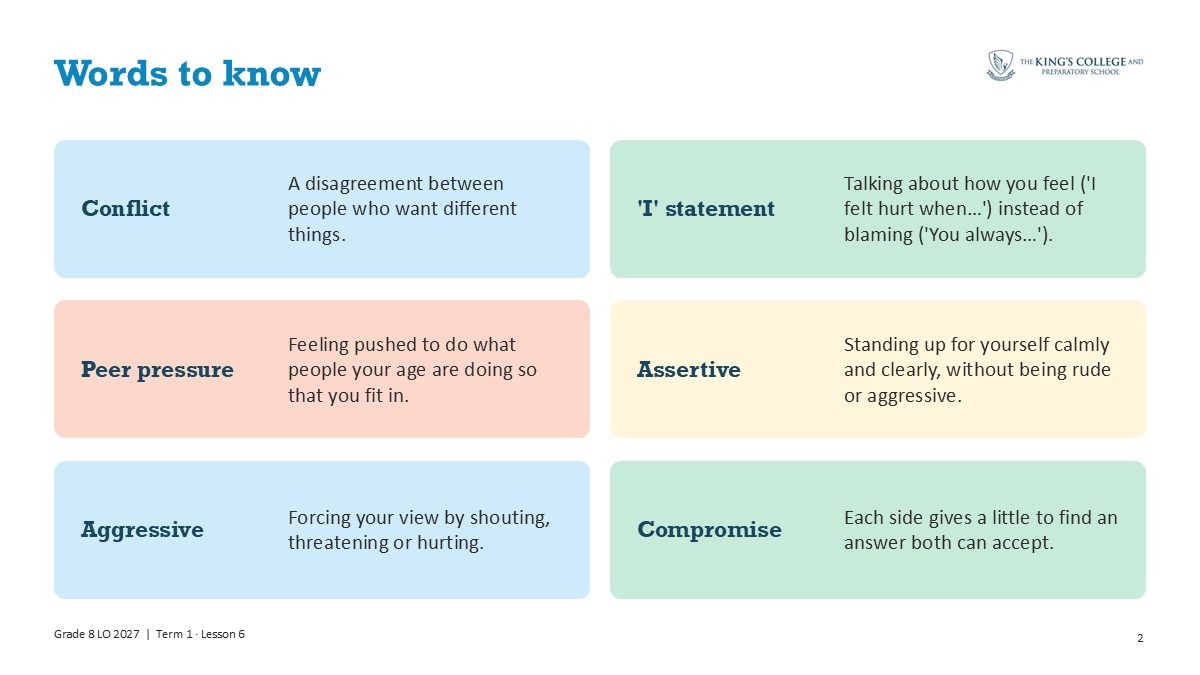 Words to know
THE KING'S COLLEGE AND
PREPARATORY SCHOOL
Conflict
A disagreement between
people who want different
things.
'I' statement
Talking about how you feel ('I
felt hurt when...') instead of
blaming ('You always...').
Peer pressure
Feeling pushed to do what
people your age are doing so
that you fit in.
Assertive
Standing up for yourself calmly
and clearly, without being rude
or aggressive.
Aggressive
Forcing your view by shouting,
threatening or hurting.
Compromise
Each side gives a little to find an
answer both can accept.
Grade 8 LO 2027 | Term 1 · Lesson 6
2